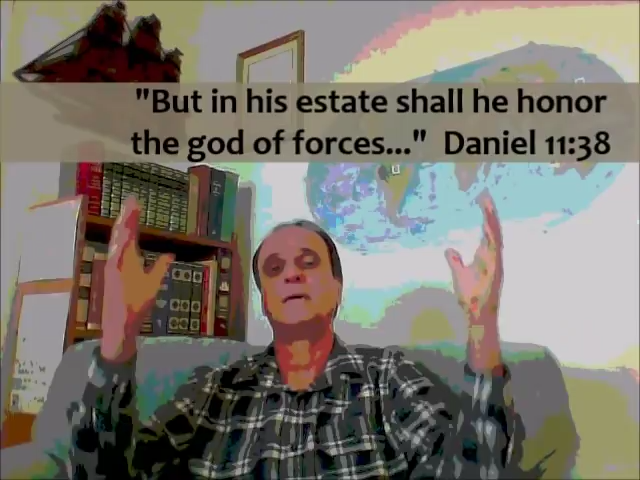 "But in his estate shall he honor
the god of forces..." Daniel 11:38